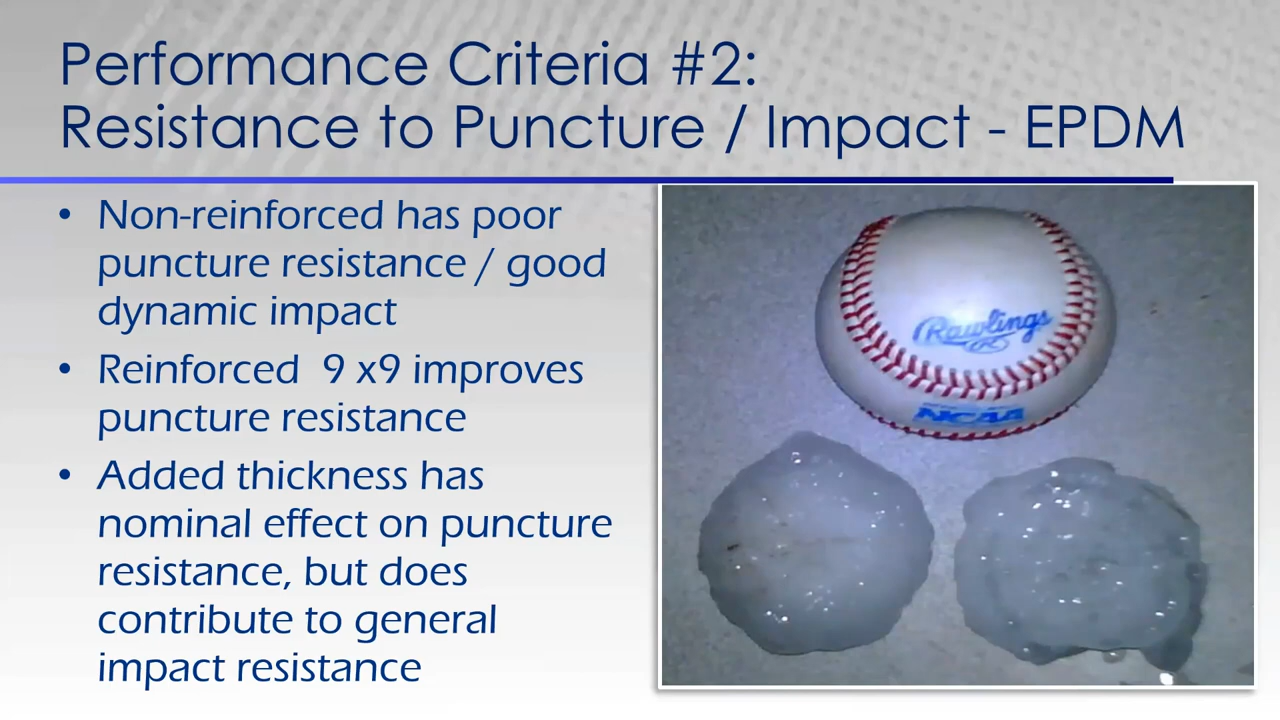 Performance Criteria #2:
Resistance to Puncture / Impact - EPDM
• Non-reinforced has poor
puncture resistance / good
dynamic impact
• Reinforced  9 x9 improves
puncture resistance
• Added thickness has
nominal effect on puncture
resistance, but does
contribute to general
impact resistance
Rawlings
R
NCAA